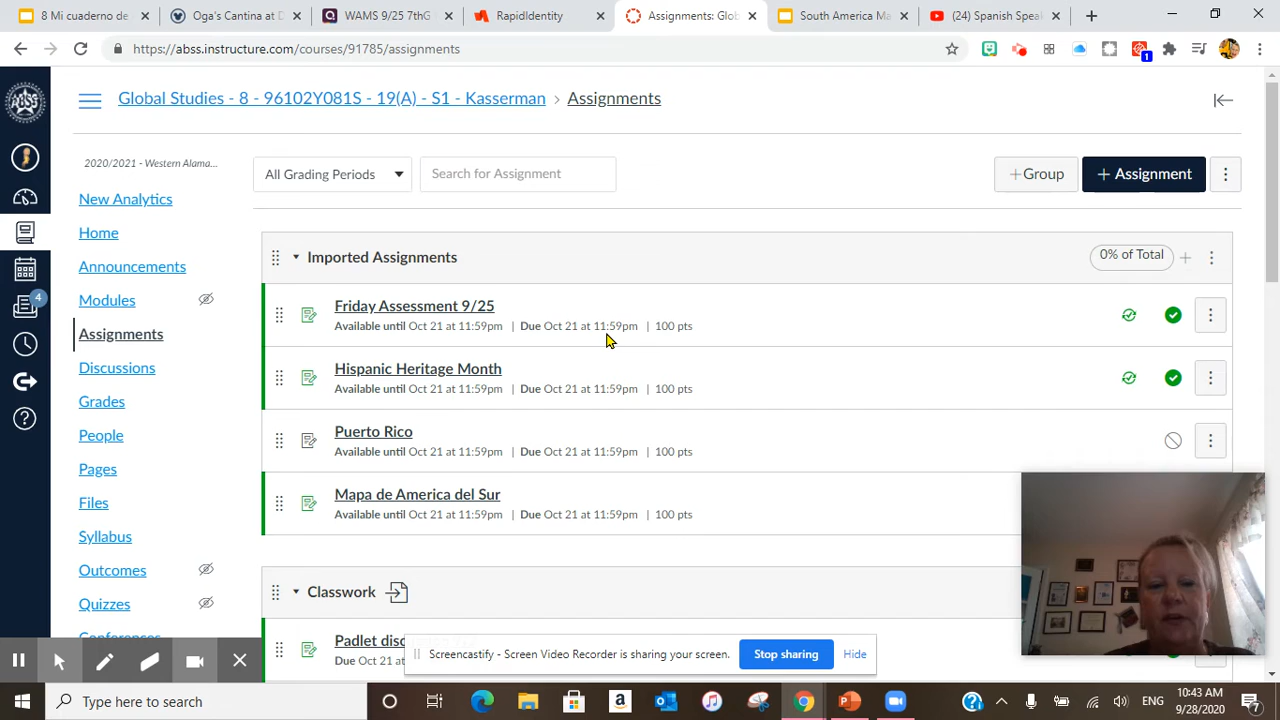 8 Mi cuaderno de
Oga's Cantina at D
WAMS 9/25 7thG
RapidIdentity
Assignments: Glo
South America Ma
(24) Spanish Speak
https://abss.instructure.com/courses/91785/assignments
1
ABSS
Global Studies - 8 - 96102Y081S - 19(A) - S1 - Kasserman > Assignments
2020/2021 - Western Alama...
All Grading Periods
Search for Assignment
+ Group
+ Assignment
New Analytics
Home
Announcements
Modules
Assignments
Discussions
Grades
People
Pages
Files
Syllabus
Outcomes
Quizzes
Conferences
4
Imported Assignments
0% of Total
Friday Assessment 9/25
Available until Oct 21 at 11:59pm | Due Oct 21 at 11:59pm | 100 pts
Hispanic Heritage Month
Available until Oct 21 at 11:59pm | Due Oct 21 at 11:59pm | 100 pts
Puerto Rico
Available until Oct 21 at 11:59pm | Due Oct 21 at 11:59pm | 100 pts
Mapa de America del Sur
Available until Oct 21 at 11:59pm | Due Oct 21 at 11:59pm | 100 pts
Classwork
Padlet disc
Due Oct 21 at
Screencastify - Screen Video Recorder is sharing your screen.
Stop sharing
Hide
Type here to search
ENG
10:43 AM
9/28/2020
7